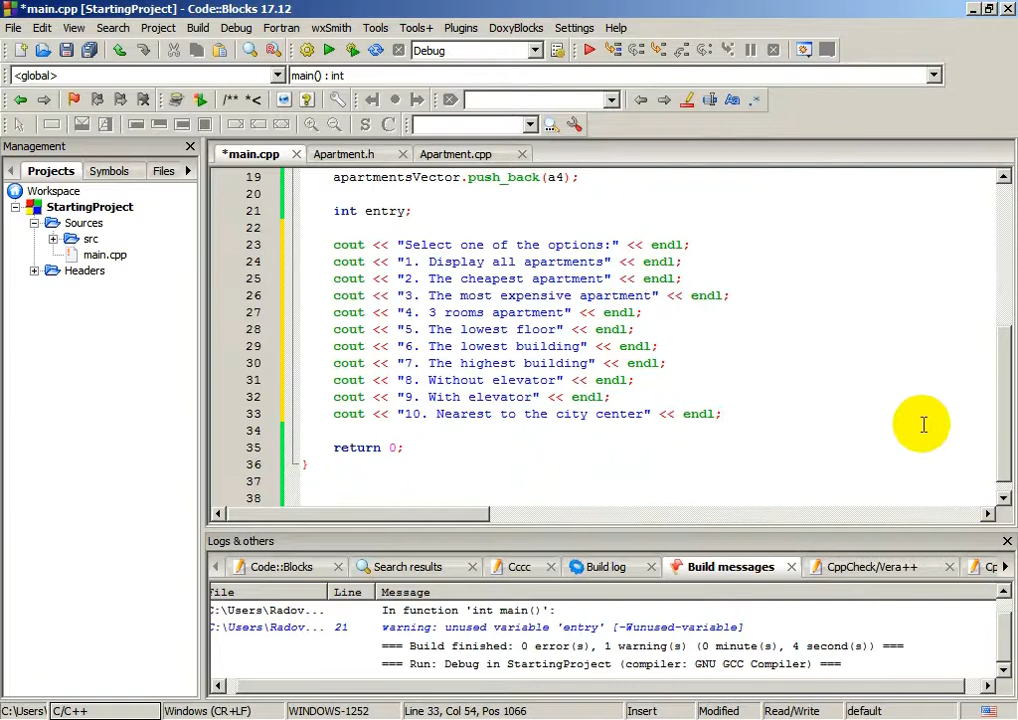 *main.cpp [StartingProject] - Code::Blocks 17.12
File Edit View Search Project Build Debug Fortran wxSmith Tools Tools+ Plugins DoxyBlocks Settings Help
Debug
<global> main() : int
/** *<
S C
Management
Projects Symbols Files
Workspace
StartingProject
Sources
src
main.cpp
Headers
*main.cpp Apartment.h Apartment.cpp
19 apartmentsVector.push_back(a4);
20
21 int entry;
22
23 cout << "Select one of the options:" << endl;
24 cout << "1. Display all apartments" << endl;
25 cout << "2. The cheapest apartment" << endl;
26 cout << "3. The most expensive apartment" << endl;
27 cout << "4. 3 rooms apartment" << endl;
28 cout << "5. The lowest floor" << endl;
29 cout << "6. The lowest building" << endl;
30 cout << "7. The highest building" << endl;
31 cout << "8. Without elevator" << endl;
32 cout << "9. With elevator" << endl;
33 cout << "10. Nearest to the city center" << endl;
34
35 return 0;
36 }
37
38
Logs & others
Code::Blocks Search results Cccc Build log Build messages CppCheck/Vera++ Cp
File Line Message
C:\Users\Radov... In function 'int main()':
C:\Users\Radov... 21 warning: unused variable 'entry' [-Wunused-variable]
=== Build finished: 0 error(s), 1 warning(s) (0 minute(s), 4 second(s)) ===
=== Run: Debug in StartingProject (compiler: GNU GCC Compiler) ===
C:\Users\ C/C++ Windows (CR+LF) WINDOWS-1252 Line 33, Col 54, Pos 1066 Insert Modified Read/Write default